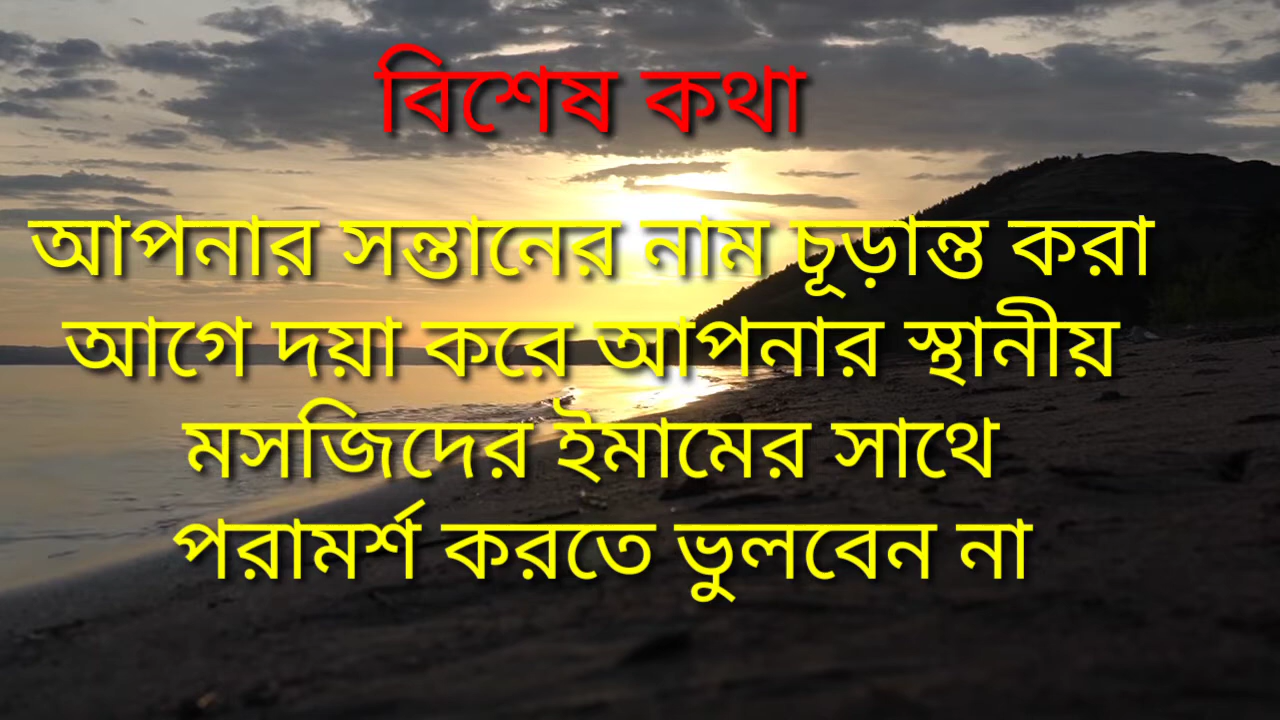 বিশেষ কথা
আপনার সন্তানের নাম চূড়ান্ত করা
আগে দয়া করে আপনার স্থানীয়
মসজিদের ইমামের সাথে
পরামর্শ করতে ভুলবেন না